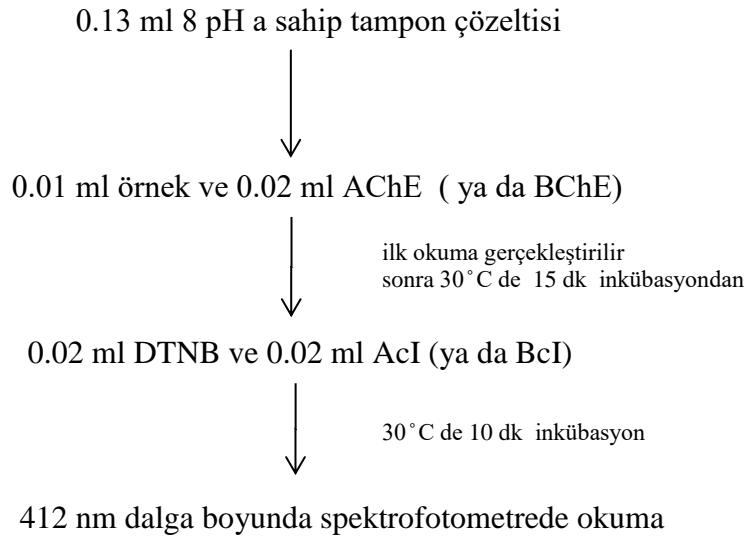 0.13 ml 8 pH a sahip tampon çözeltisi
0.01 ml örnek ve 0.02 ml AChE ( ya da BChE)
ilk okuma gerçekleştirilir
sonra 30˚C de 15 dk inkübasyondan
0.02 ml DTNB ve 0.02 ml AcI (ya da BcI)
30˚C de 10 dk inkübasyon
412 nm dalga boyunda spektrofotometrede okuma